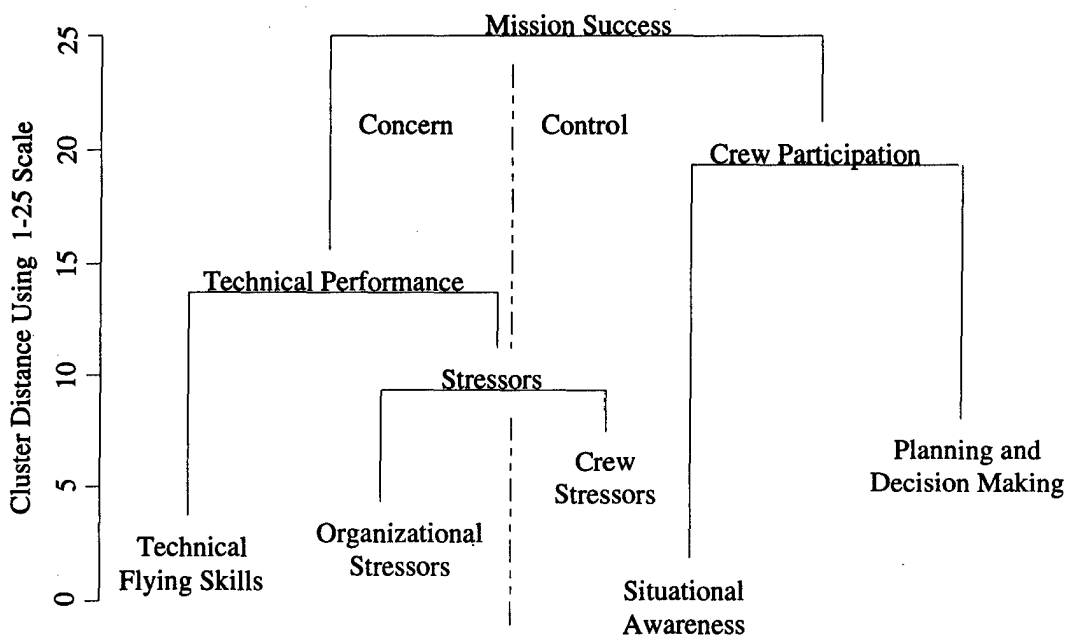 Mission Success
25
Concern
Control
20
Crew Participation
15
Technical Performance
10
Stressors
Cluster Distance Using 1-25 Scale
Crew
Stressors
Planning and
Decision Making
5
Organizational
Stressors
Technical
Flying Skills
Situational
Awareness
0